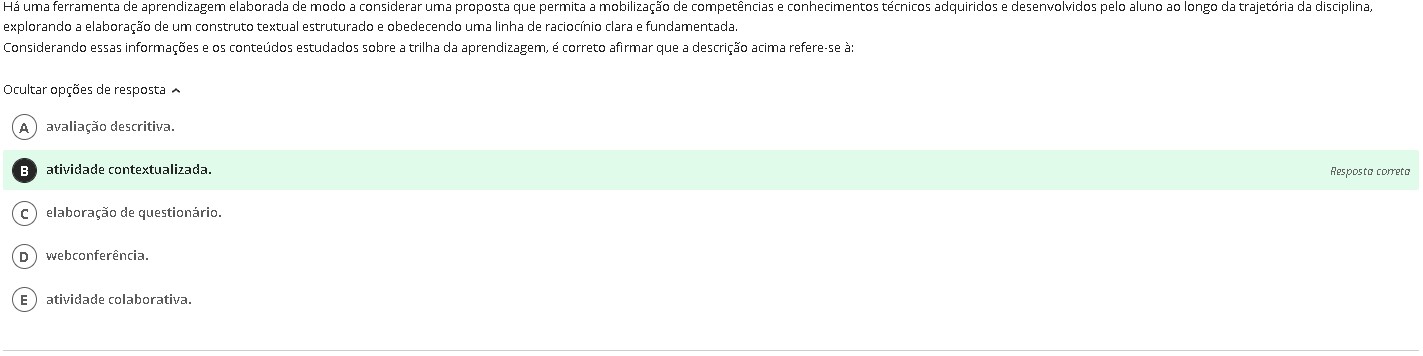 Há uma ferramenta de aprendizagem elaborada de modo a considerar uma proposta que permita a mobilização de competências e conhecimentos técnicos adquiridos e desenvolvidos pelo aluno ao longo da trajetória da disciplina,
explorando a elaboração de um construto textual estruturado e obedecendo uma linha de raciocínio clara e fundamentada.
Considerando essas informações e os conteúdos estudados sobre a trilha da aprendizagem, é correto afirmar que a descrição acima refere-se à:
Ocultar opções de resposta
A avaliação descritiva.
B atividade contextualizada. Resposta correta
C elaboração de questionário.
D webconferência.
E atividade colaborativa.